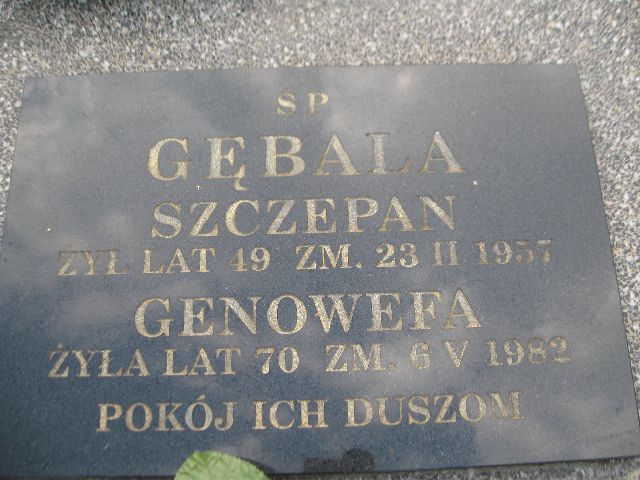 ŚP
GĘBALA
SZCZEPAN
ŻYŁ LAT 49 ZM. 23 II 1957
GENOWEFA
ŻYŁA LAT 70 ZM. 6 V 1982
POKÓJ ICH DUSZOM